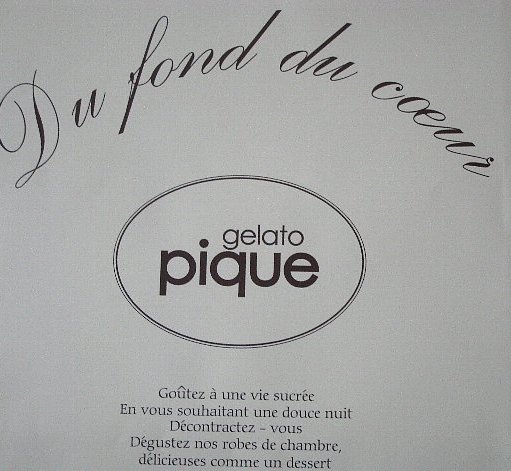 Du fond du cœur
gelato
pique
Goûtez à une vie sucrée
En vous souhaitant une douce nuit
Décontractez – vous
Dégustez nos robes de chambre,
délicieuses comme un dessert